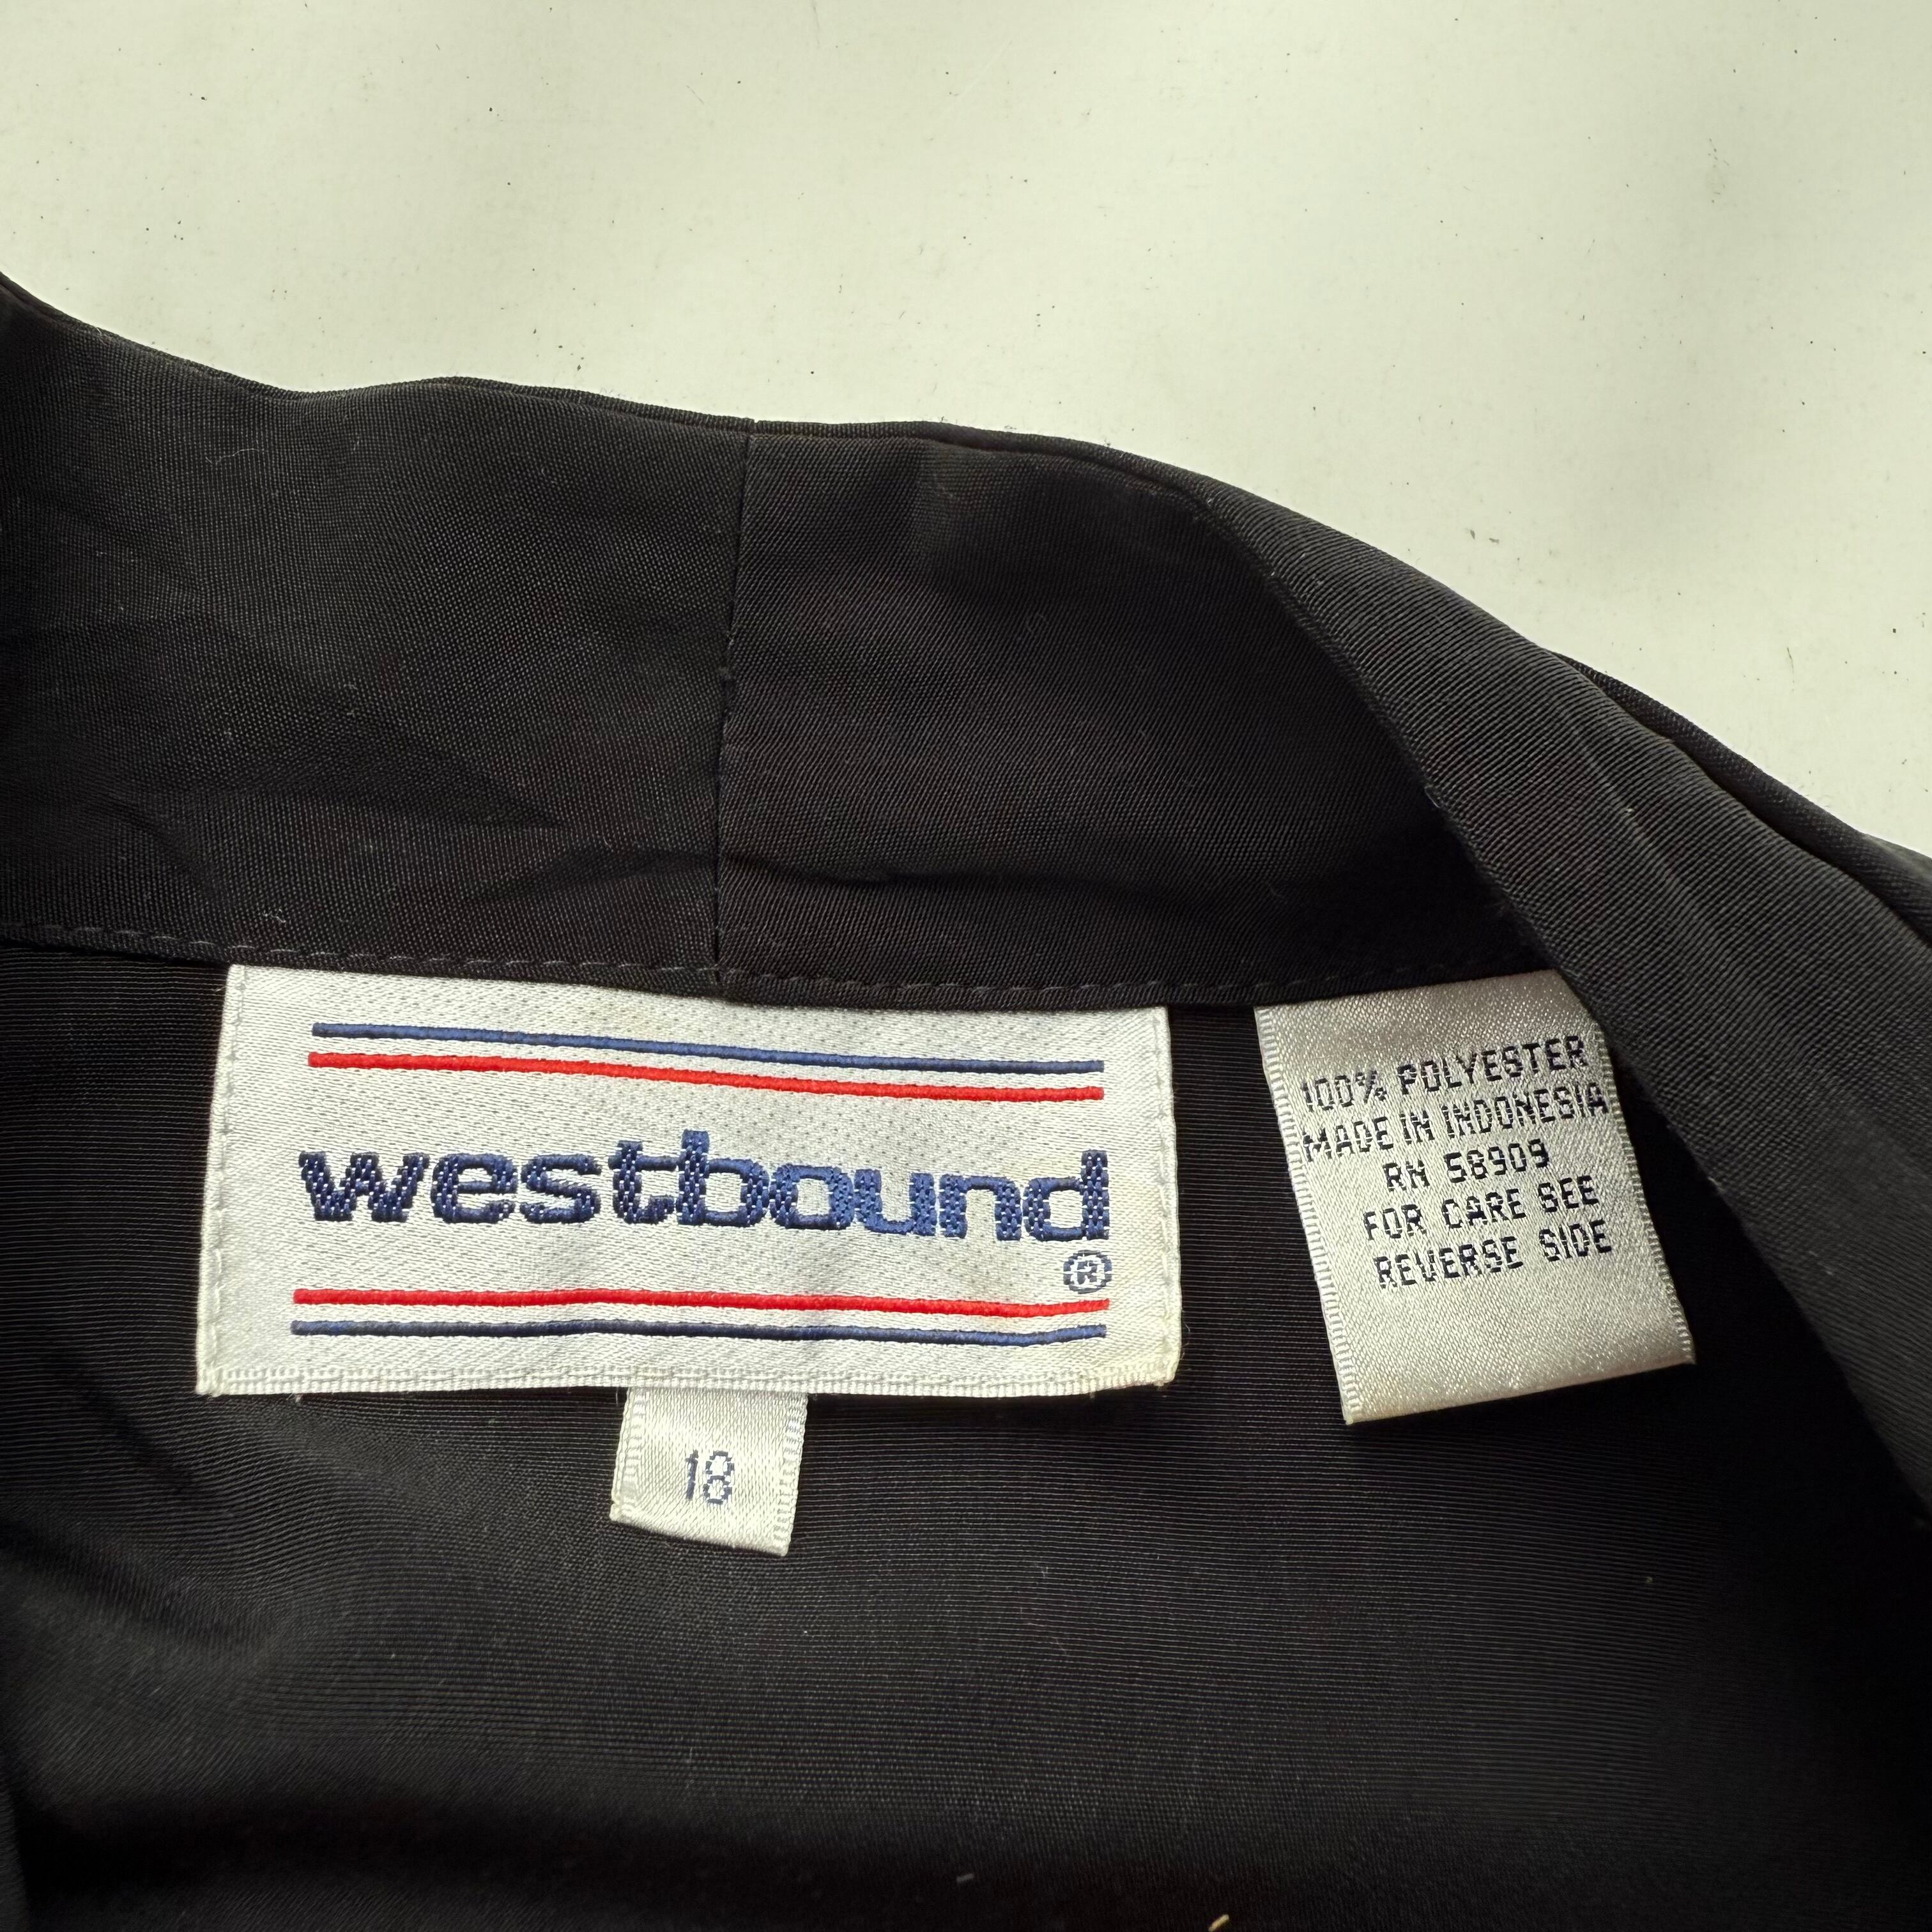 westbound
®
18
100% POLYESTER
MADE IN INDONESIA
RN 58909
FOR CARE SEE
REVERSE SIDE